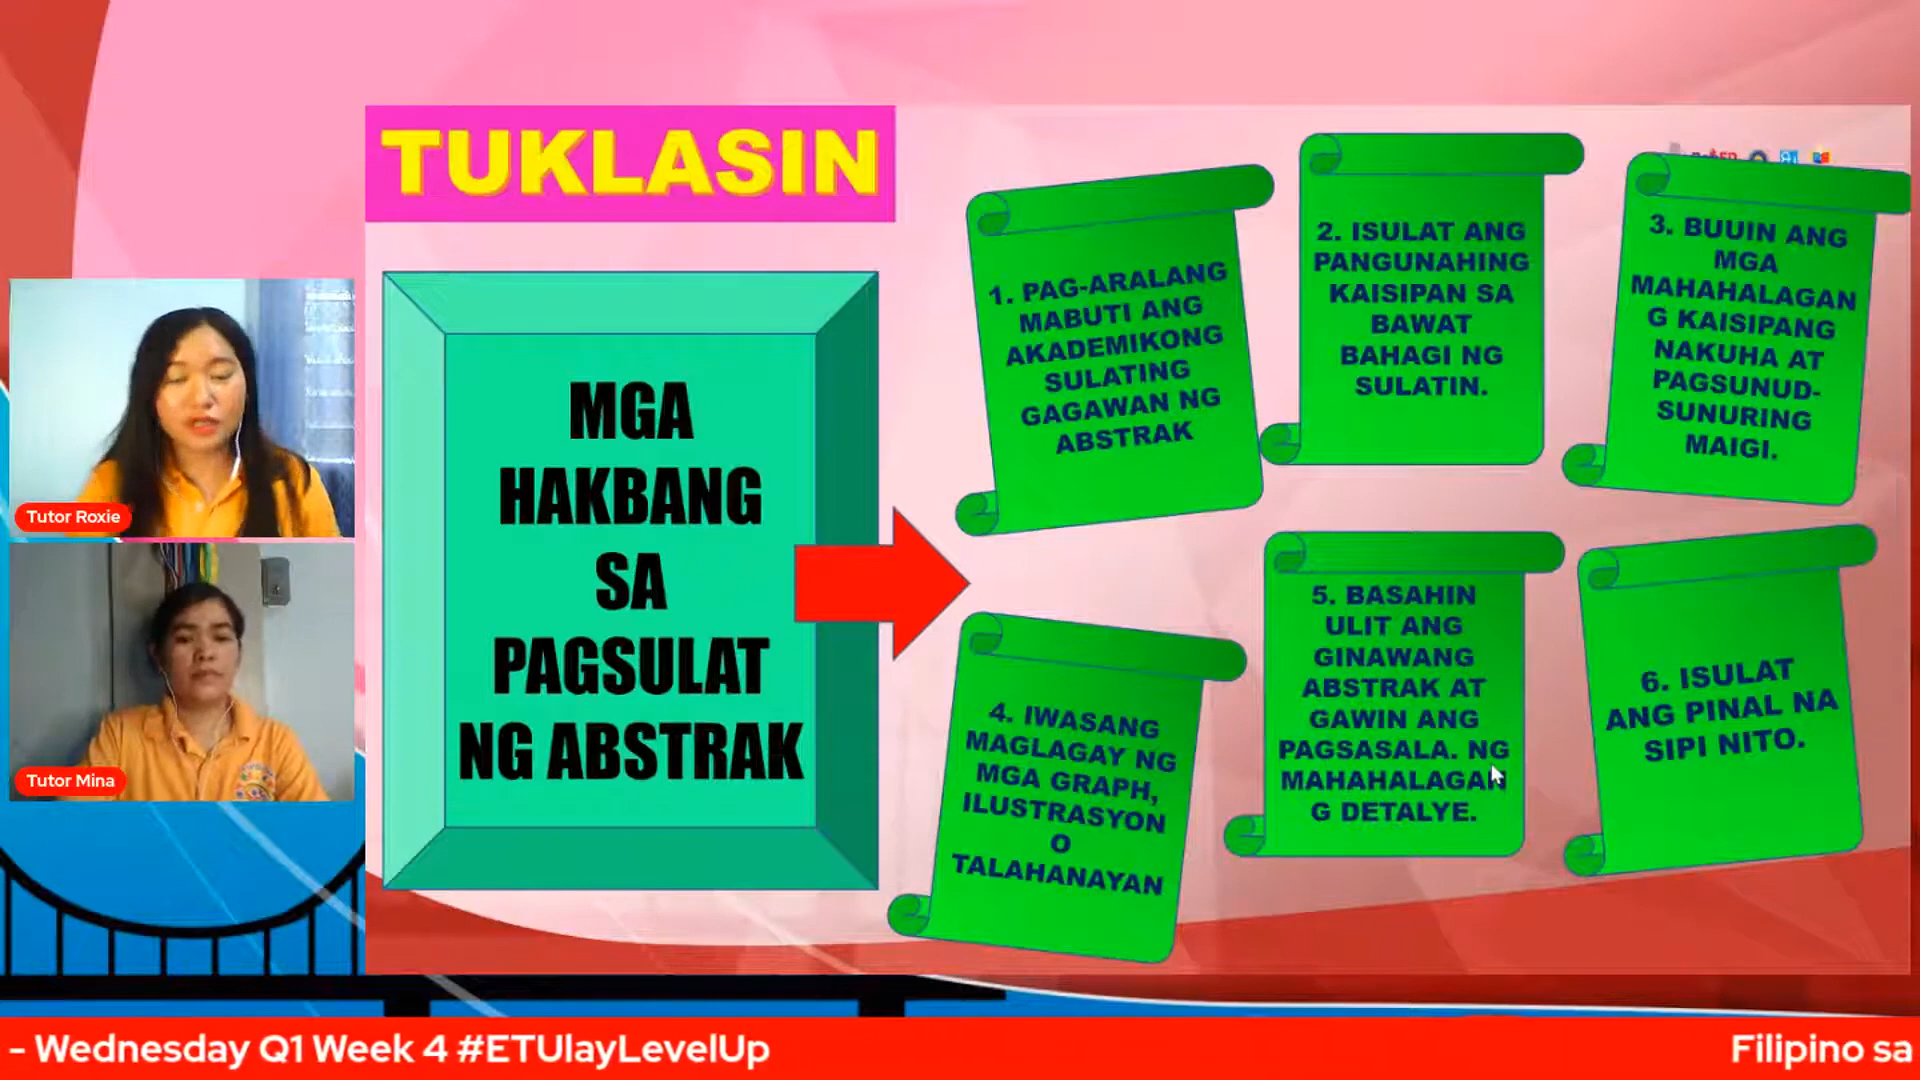 TUKLASIN
MGA
HAKBANG
SA
PAGSULAT
NG ABSTRAK
1. PAG-ARALANG
MABUTI ANG
AKADEMIKONG
SULATING
GAGAWAN NG
ABSTRAK
2. ISULAT ANG
PANGUNAHING
KAISIPAN SA
BAWAT
BAHAGI NG
SULATIN.
3. BUUIN ANG
MGA
MAHAHALAGAN
G KAISIPANG
NAKUHA AT
PAGSUNUD-
SUNURING
MAIGI.
4. IWASANG
MAGLAGAY NG
MGA GRAPH,
ILUSTRASYON
O
TALAHANAYAN
5. BASAHIN
ULIT ANG
GINAWANG
ABSTRAK AT
GAWIN ANG
PAGSASALA. NG
MAHAHALAGAN
G DETALYE.
6. ISULAT
ANG PINAL NA
SIPI NITO.
Tutor Roxie
Tutor Mina
- Wednesday Q1 Week 4 #ETUlayLevelUp
Filipino sa